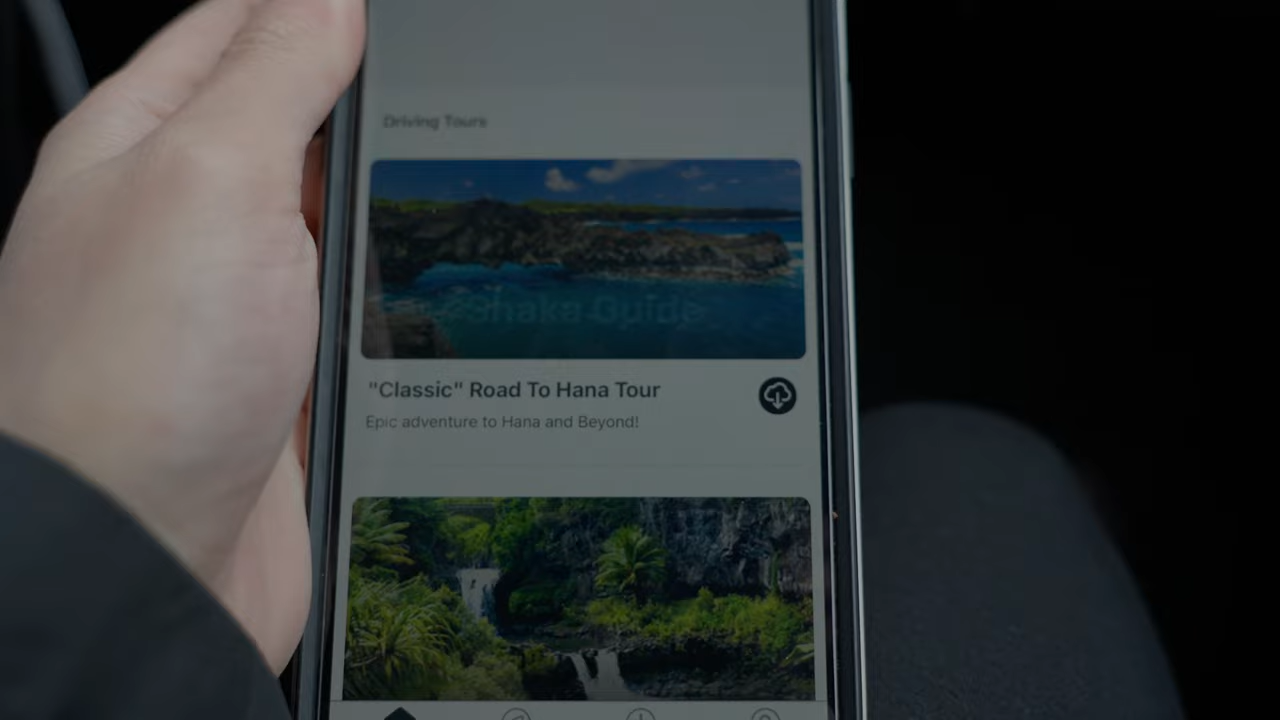 Driving Tours
Shaka Guide
"Classic" Road To Hana Tour
Epic adventure to Hana and Beyond!